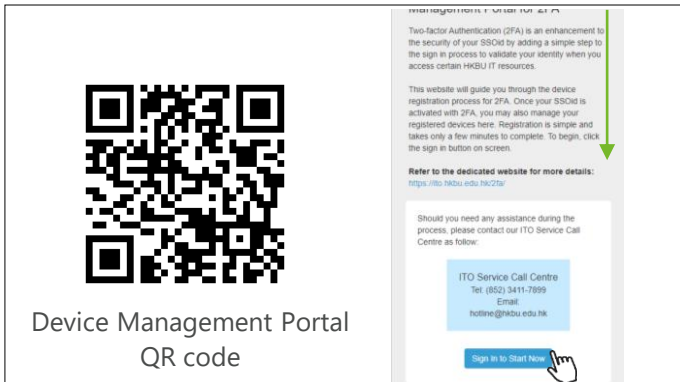 Device Management Portal
QR code
Management Portal for 2FA
Two-factor Authentication (2FA) is an enhancement to
the security of your SSOid by adding a simple step to
the sign in process to validate your identity when you
access certain HKBU IT resources.
This website will guide you through the device
registration process for 2FA. Once your SSOid is
activated with 2FA, you may also manage your
registered devices here. Registration is simple and
takes only a few minutes to complete. To begin, click
the sign in button on screen.
Refer to the dedicated website for more details:
https://ito.hkbu.edu.hk/2fa/
Should you need any assistance during the
process, please contact our ITO Service Call
Centre as follow:
ITO Service Call Centre
Tel: (852) 3411-7899
Email:
hotline@hkbu.edu.hk
Sign In to Start Now